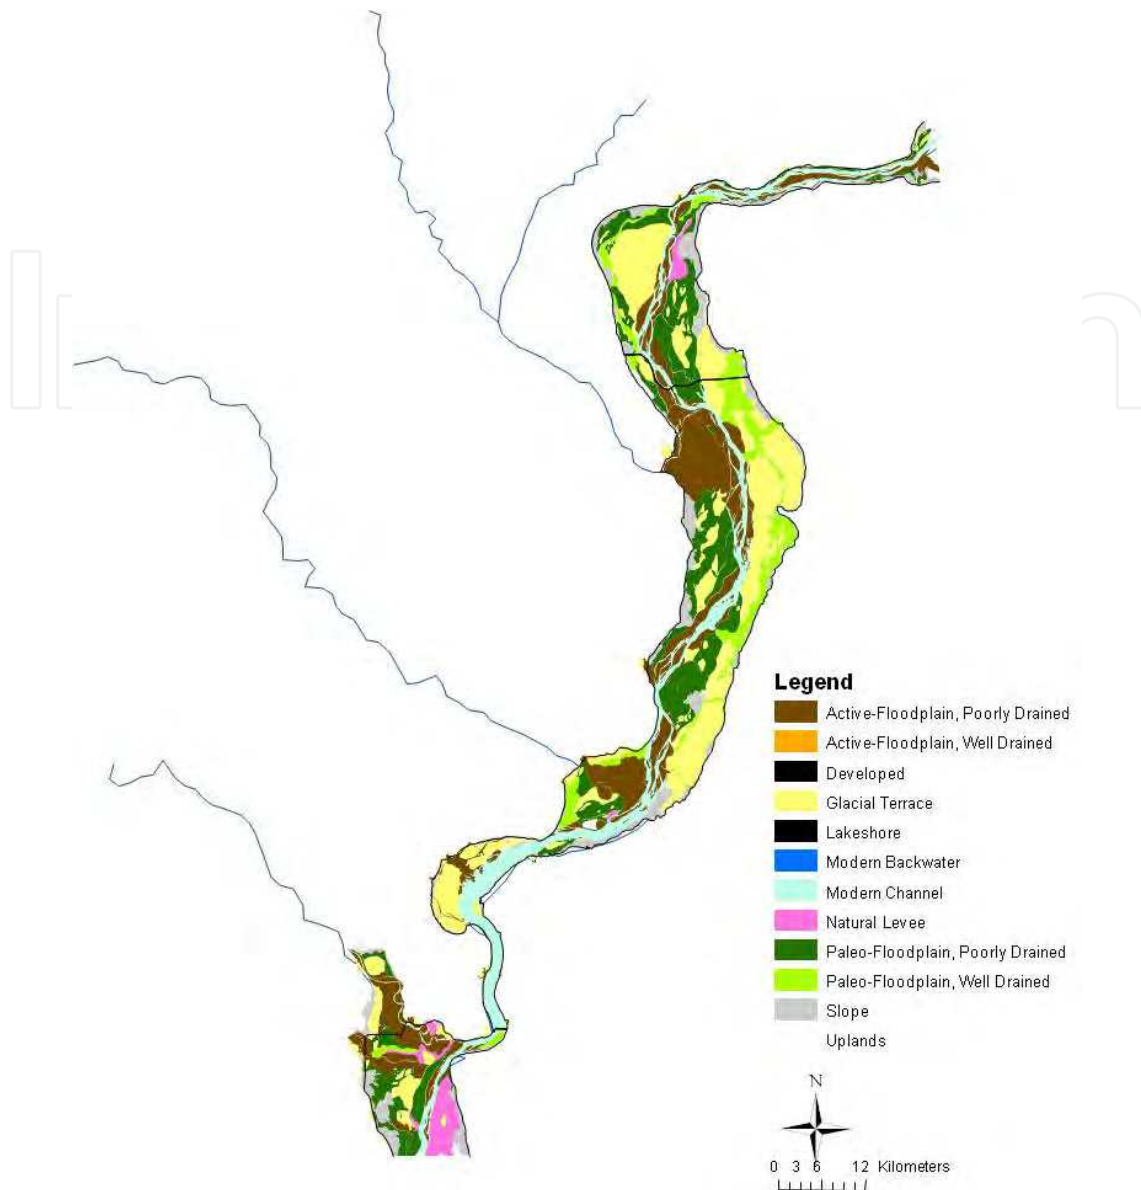 Legend
Active-Floodplain, Poorly Drained
Active-Floodplain, Well Drained
Developed
Glacial Terrace
Lakeshore
Modern Backwater
Modern Channel
Natural Levee
Paleo-Floodplain, Poorly Drained
Paleo-Floodplain, Well Drained
Slope
Uplands
N
0 3 6 12 Kilometers